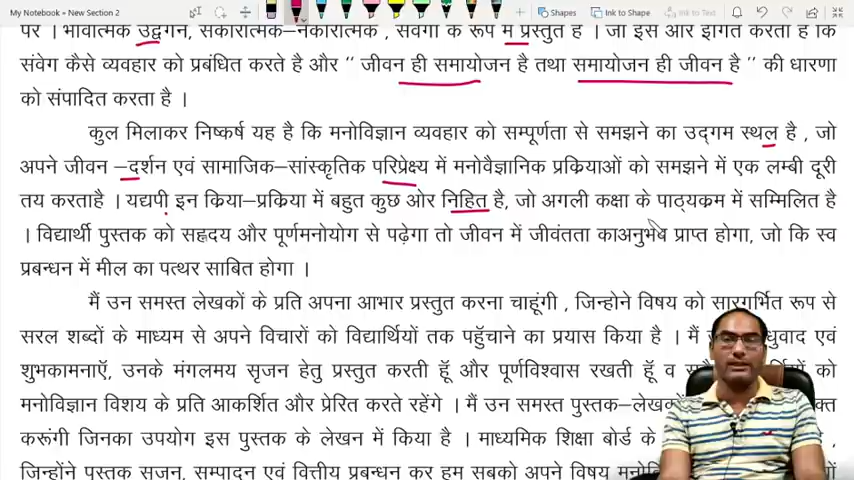 My Notebook » New Section 2
Shapes
Ink to Shape
Ink to Text
पर । भावात्मक उद्वेगन, सकारात्मक–नकारात्मक , संवेगों के रूप में प्रस्तुत है । जो इस ओर इंगित करता है कि
संवेग कैसे व्यवहार को प्रबंधित करते है और '' जीवन ही समायोजन है तथा समायोजन ही जीवन है '' की धारणा
को संपादित करता है ।
कुल मिलाकर निष्कर्ष यह है कि मनोविज्ञान व्यवहार को सम्पूर्णता से समझने का उद्गम स्थल है , जो
अपने जीवन –दर्शन एवं सामाजिक–सांस्कृतिक परिप्रेक्ष्य में मनोवैज्ञानिक प्रक्रियाओं को समझने में एक लम्बी दूरी
तय करताहै । यद्यपी इन क्रिया–प्रक्रिया में बहुत कुछ ओर निहित है, जो अगली कक्षा के पाठ्यक्रम में सम्मिलित है
। विद्यार्थी पुस्तक को सहृदय और पूर्णमनोयोग से पढ़ेगा तो जीवन में जीवंतता काअनुभव प्राप्त होगा, जो कि स्व
प्रबन्धन में मील का पत्थर साबित होगा ।
मैं उन समस्त लेखकों के प्रति अपना आभार प्रस्तुत करना चाहूंगी , जिन्होने विषय को सारगर्भित रूप से
सरल शब्दों के माध्यम से अपने विचारों को विद्यार्थियों तक पहुँचाने का प्रयास किया है । मैं एवं
शुभकामनाएँ, उनके मंगलमय सृजन हेतु प्रस्तुत करती हूँ और पूर्णविश्वास रखती हूँ व को
मनोविज्ञान विशय के प्रति आकर्शित और प्रेरित करते रहेंगे । मैं उन समस्त पुस्तक–लेखकों
करूंगी जिनका उपयोग इस पुस्तक के लेखन में किया है । माध्यमिक शिक्षा बोर्ड के ,
जिन्होंने पुस्तक सृजन, सम्पादन एवं वित्तीय प्रबन्धन कर हम सबको अपने विषय